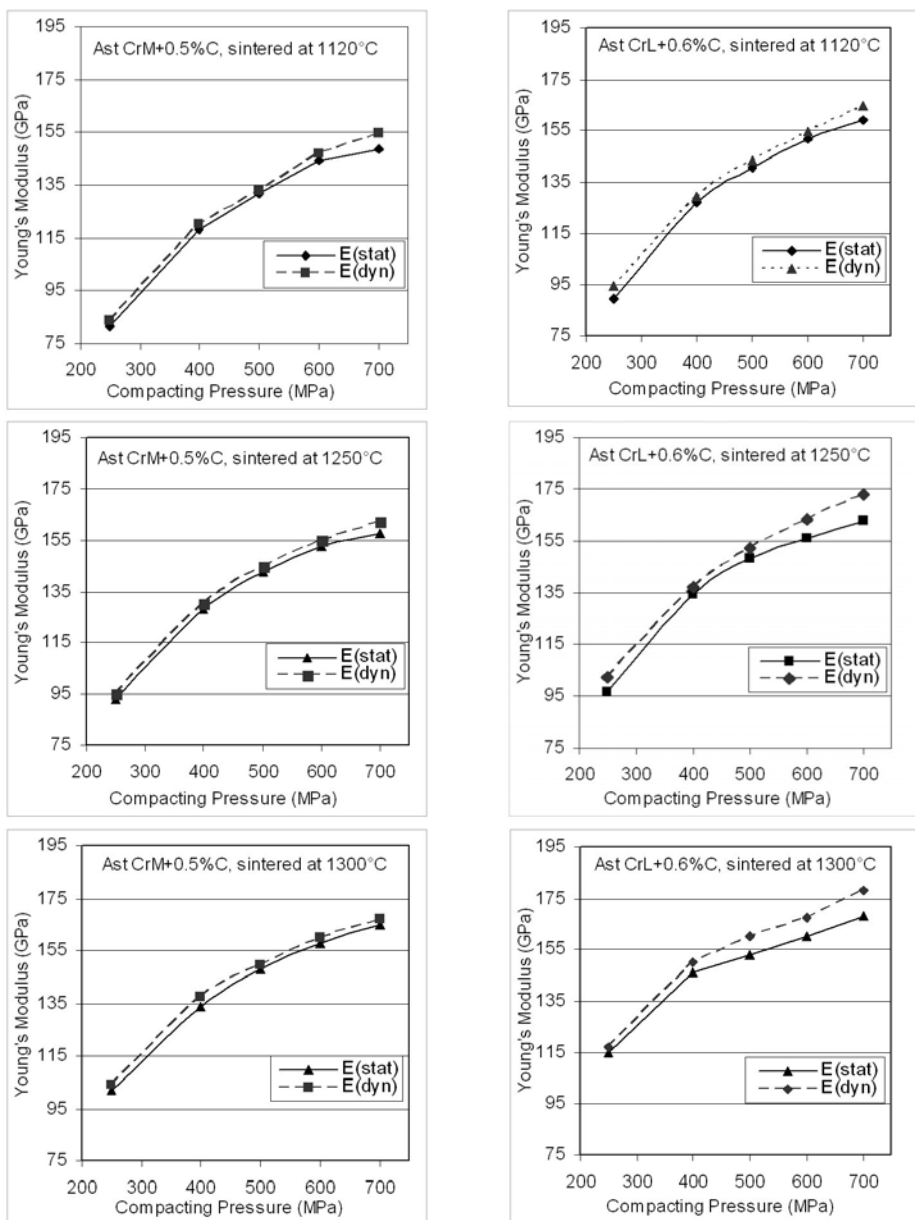 Ast CrM+0.5%C, sintered at 1120°C
Young's Modulus (GPa)
195
175
155
135
115
95
75
E(stat)
E(dyn)
200 300 400 500 600 700
Compacting Pressure (MPa)
Ast CrL+0.6%C, sintered at 1120°C
Young's Modulus (GPa)
195
175
155
135
115
95
75
E(stat)
E(dyn)
200 300 400 500 600 700
Compacting Pressure (MPa)
Ast CrM+0.5%C, sintered at 1250°C
Young's Modulus (GPa)
195
175
155
135
115
95
75
E(stat)
E(dyn)
200 300 400 500 600 700
Compacting Pressure (MPa)
Ast CrL+0.6%C, sintered at 1250°C
Young's Modulus (GPa)
195
175
155
135
115
95
75
E(stat)
E(dyn)
200 300 400 500 600 700
Compacting Pressure (MPa)
Ast CrM+0.5%C, sintered at 1300°C
Young's Modulus (GPa)
195
175
155
135
115
95
75
E(stat)
E(dyn)
200 300 400 500 600 700
Compacting Pressure (MPa)
Ast CrL+0.6%C, sintered at 1300°C
Young's Modulus (GPa)
195
175
155
135
115
95
75
E(stat)
E(dyn)
200 300 400 500 600 700
Compacting Pressure (MPa)